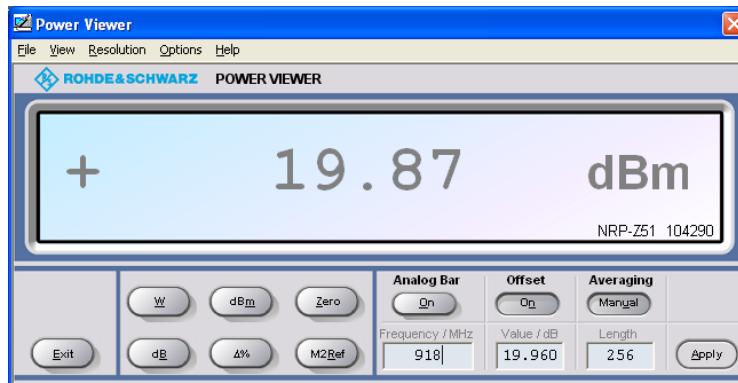 Power Viewer
File View Resolution Options Help
ROHDE&SCHWARZ POWER VIEWER
+ 19.87 dBm
NRP-Z51 104290
Analog Bar Offset Averaging
W dBm Zero On On Manual
Frequency / MHz Value / dB Length
Exit dB Δ% M2Ref 918 19.960 256 Apply